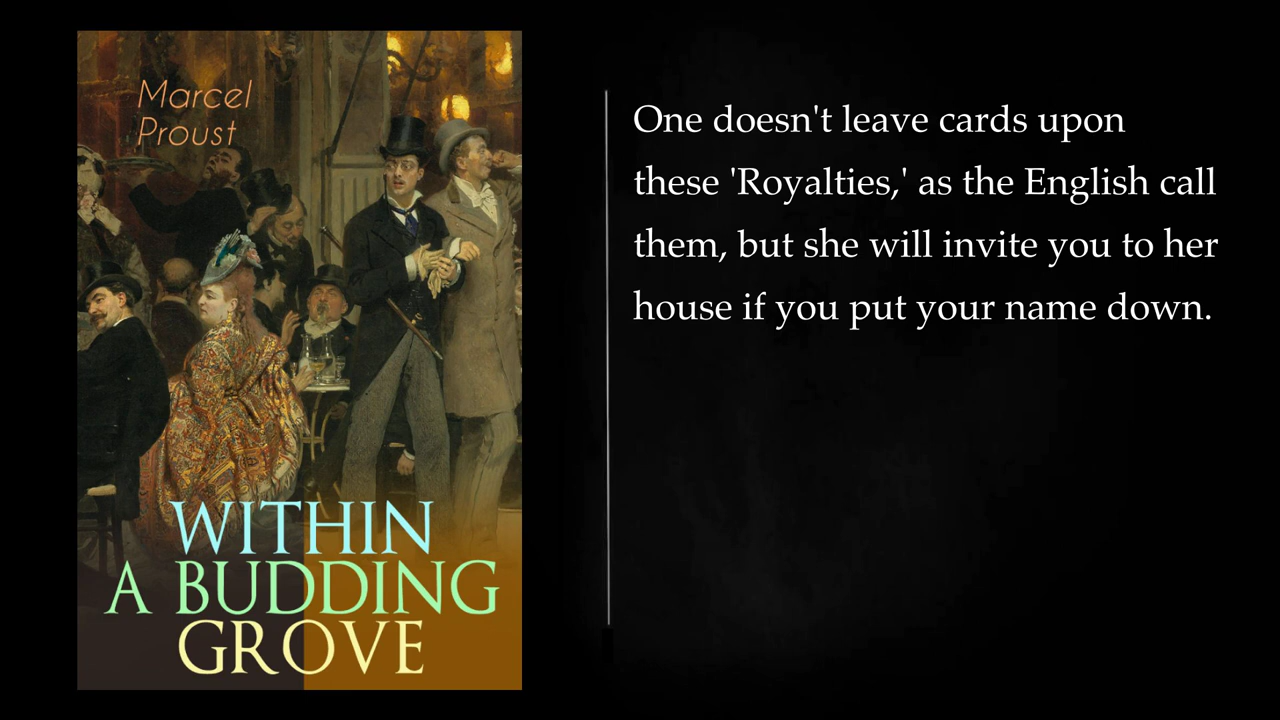 Marcel
Proust
WITHIN
A BUDDING
GROVE
One doesn't leave cards upon
these 'Royalties,' as the English call
them, but she will invite you to her
house if you put your name down.